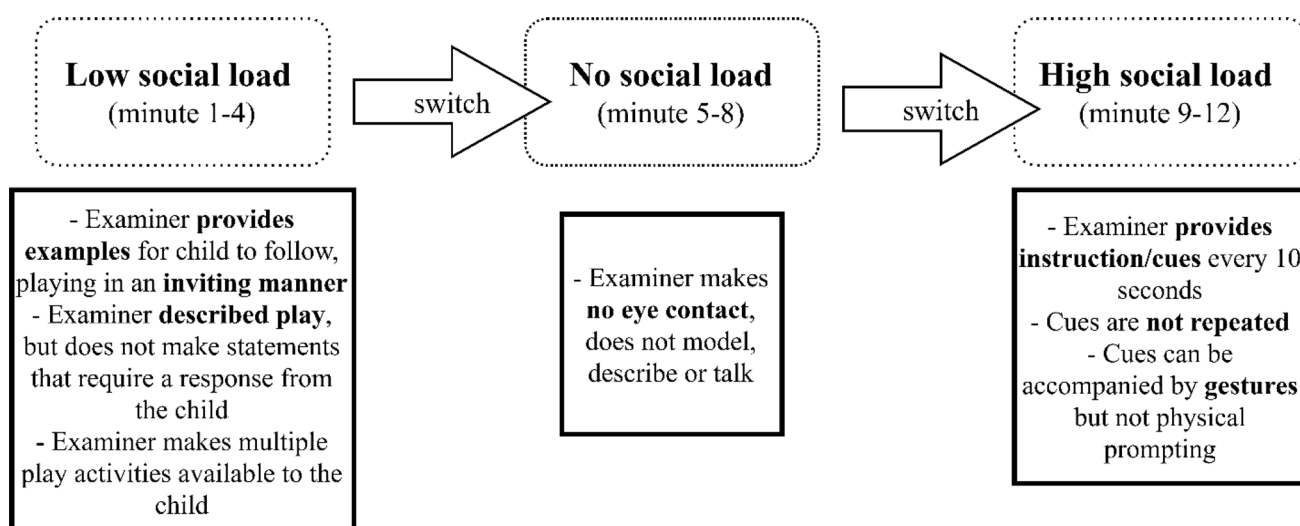 Low social load
(minute 1-4)
switch
No social load
(minute 5-8)
switch
High social load
(minute 9-12)
- Examiner provides
examples for child to follow,
playing in an inviting manner
- Examiner described play,
but does not make statements
that require a response from
the child
- Examiner makes multiple
play activities available to the
child
- Examiner makes
no eye contact,
does not model,
describe or talk
- Examiner provides
instruction/cues every 10
seconds
- Cues are not repeated
- Cues can be
accompanied by gestures
but not physical
prompting